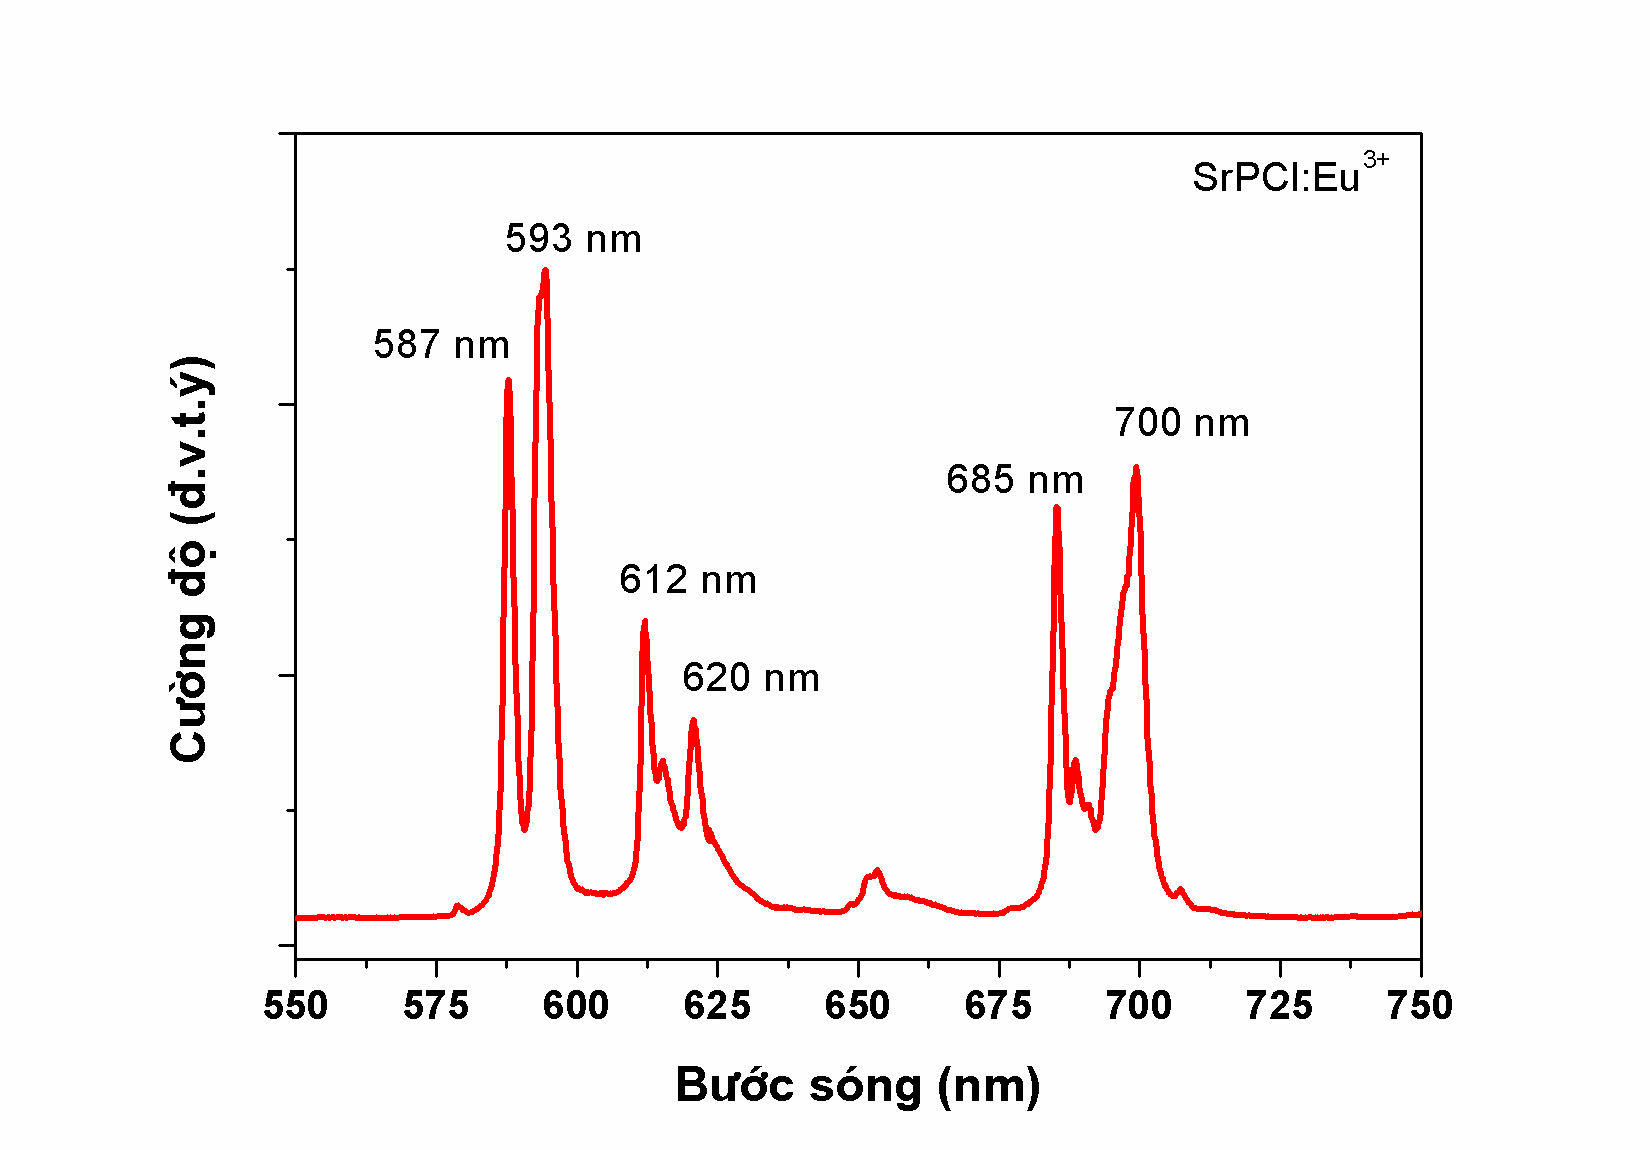 SrPCl:Eu3+
593 nm
587 nm
700 nm
685 nm
612 nm
620 nm
Cường độ (đ.v.t.ý)
550 575 600 625 650 675 700 725 750
Bước sóng (nm)